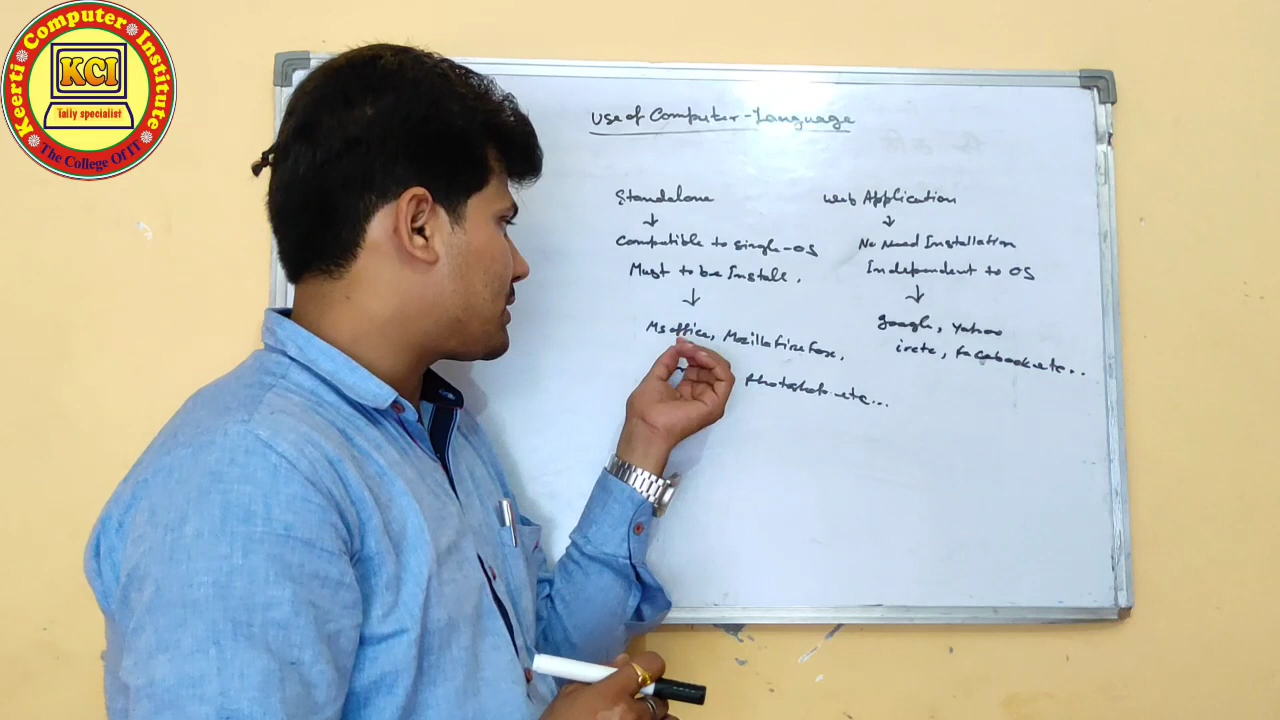 Keerti Computer Institute
KCI
Tally specialist
The College Of IT
Use of Computer-Language
Standalone
Compatible to single-OS
Must to be Install.
Ms office, Mozilla firefox,
Photoshop etc...
web Application
No Need Installation
Independent to OS
google, Yahoo
irctc, facebook etc...